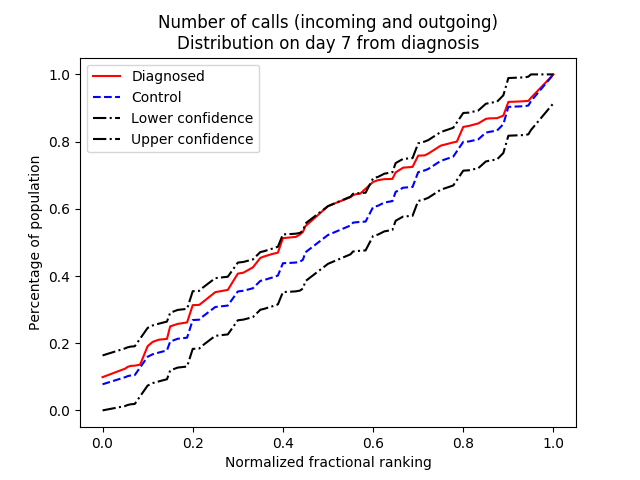 Number of calls (incoming and outgoing)
Distribution on day 7 from diagnosis
Diagnosed
Control
Lower confidence
Upper confidence
Percentage of population
1.0
0.8
0.6
0.4
0.2
0.0
0.0 0.2 0.4 0.6 0.8 1.0
Normalized fractional ranking